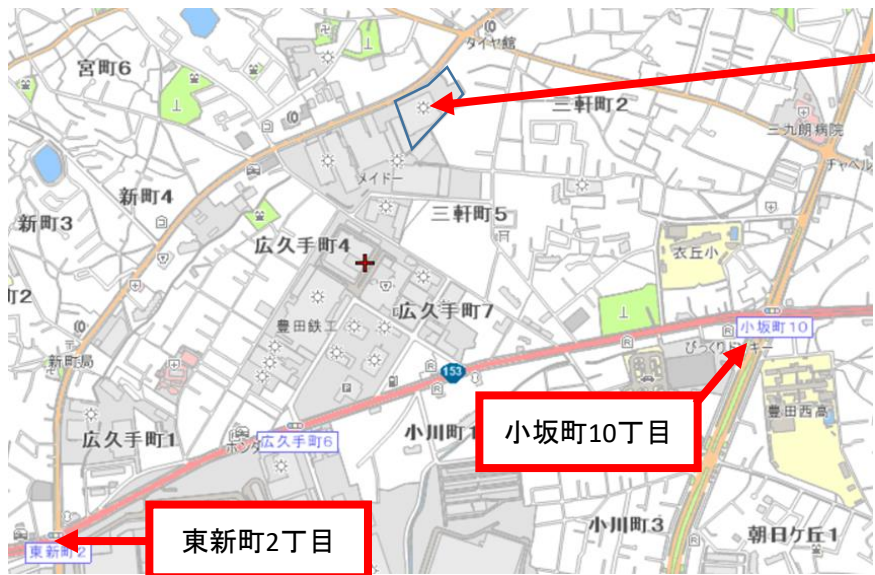 タイヤ館
宮町6
三軒町2
三九朗病院
チャペル
メイドー
新町4
新町3
三軒町5
広久手町4
衣丘小
町2
広久手町7
豊田鉄工
小坂町10
びっくりドンキー
新町局
153
小坂町10丁目
豊田西高
広久手町1
ホンダ
広久手町6
小川町1
小川町3
朝日ケ丘1
東新町2丁目
東新町2